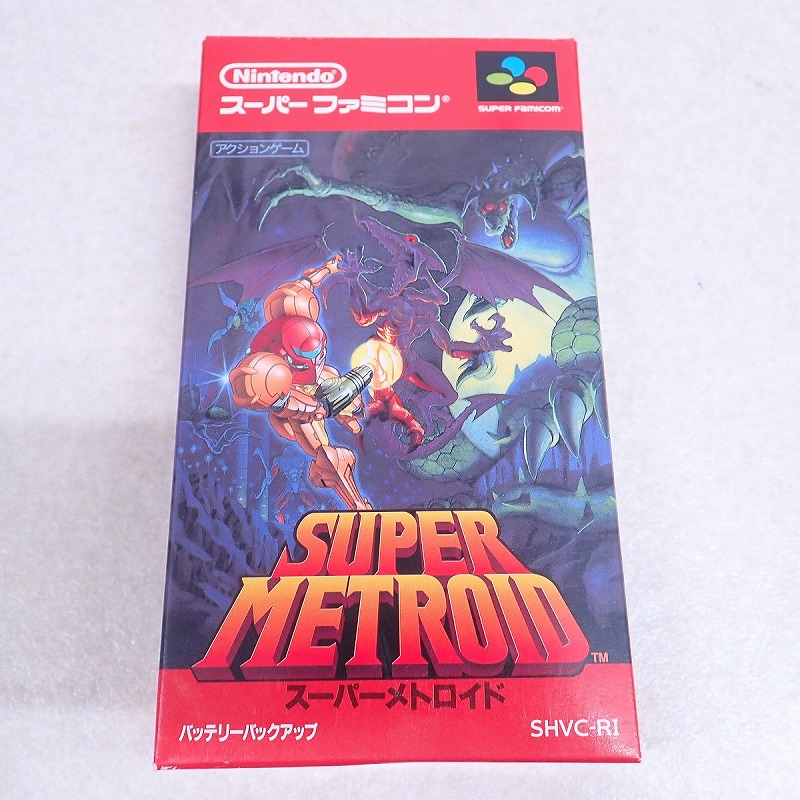 Nintendo
スーパーファミコン®
SUPER FAMICOM
アクションゲーム
SUPER
METROID
TM
スーパーメトロイド
バッテリーバックアップ
SHVC-RI